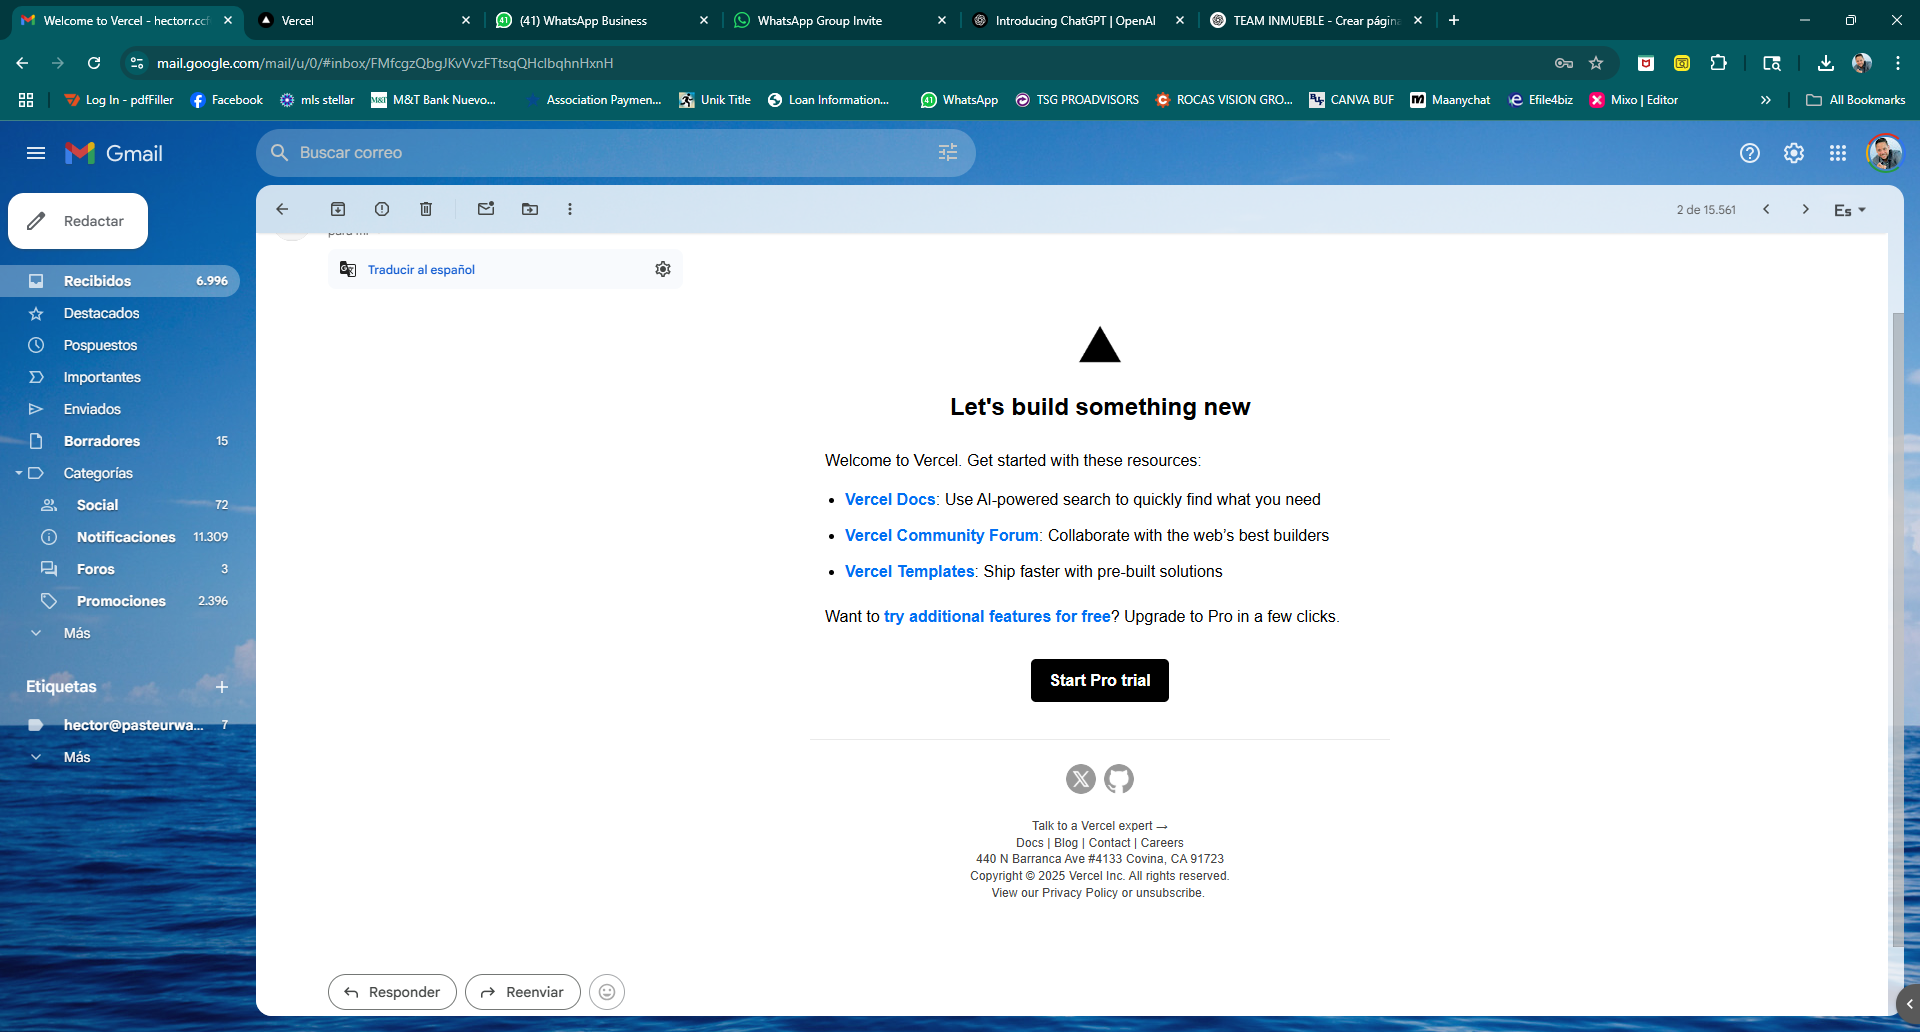 Welcome to Vercel - hectorr.ccf
Vercel
(41) WhatsApp Business
WhatsApp Group Invite
Introducing ChatGPT | OpenAI
TEAM INMUEBLE - Crear págin
mail.google.com/mail/u/0/#inbox/FMfcgzQbgJKvVvzFTtsqQHclbqhnHxnH
Log In - pdfFiller
Facebook
mls stellar
M&T Bank Nuevo...
Association Paymen...
Unik Title
Loan Information...
WhatsApp
TSG PROADVISORS
ROCAS VISION GRO...
CANVA BUF
Maanychat
Efile4biz
Mixo | Editor
All Bookmarks
Gmail
Buscar correo
Redactar
2 de 15.561
Es
para mí
Traducir al español
Recibidos 6.996
Destacados
Pospuestos
Importantes
Enviados
Borradores 15
Categorías
Social 72
Notificaciones 11.309
Foros 3
Promociones 2.396
Más
Etiquetas
hector@pasteurwa... 7
Más
Let's build something new
Welcome to Vercel. Get started with these resources:
• Vercel Docs: Use AI-powered search to quickly find what you need
• Vercel Community Forum: Collaborate with the web’s best builders
• Vercel Templates: Ship faster with pre-built solutions
Want to try additional features for free? Upgrade to Pro in a few clicks.
Start Pro trial
Talk to a Vercel expert →
Docs | Blog | Contact | Careers
440 N Barranca Ave #4133 Covina, CA 91723
Copyright © 2025 Vercel Inc. All rights reserved.
View our Privacy Policy or unsubscribe.
Responder
Reenviar